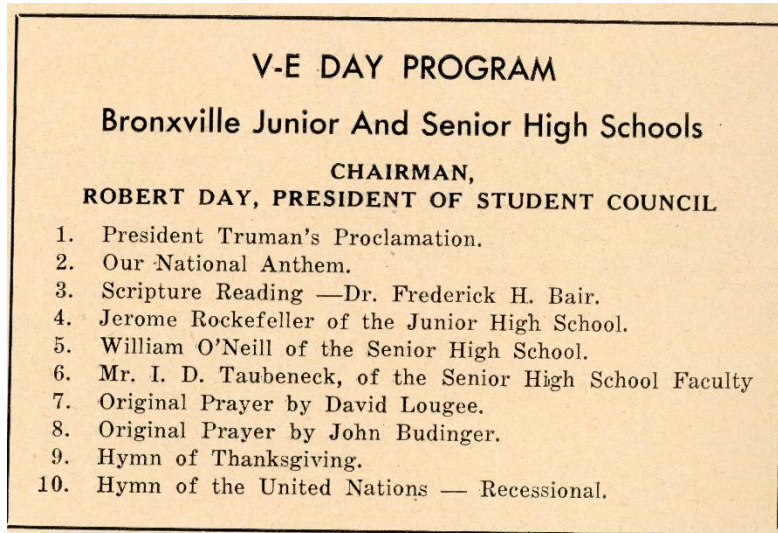 V-E DAY PROGRAM
Bronxville Junior And Senior High Schools
CHAIRMAN,
ROBERT DAY, PRESIDENT OF STUDENT COUNCIL
1. President Truman's Proclamation.
2. Our National Anthem.
3. Scripture Reading —Dr. Frederick H. Bair.
4. Jerome Rockefeller of the Junior High School.
5. William O'Neill of the Senior High School.
6. Mr. I. D. Taubeneck, of the Senior High School Faculty
7. Original Prayer by David Lougee.
8. Original Prayer by John Budinger.
9. Hymn of Thanksgiving.
10. Hymn of the United Nations — Recessional.